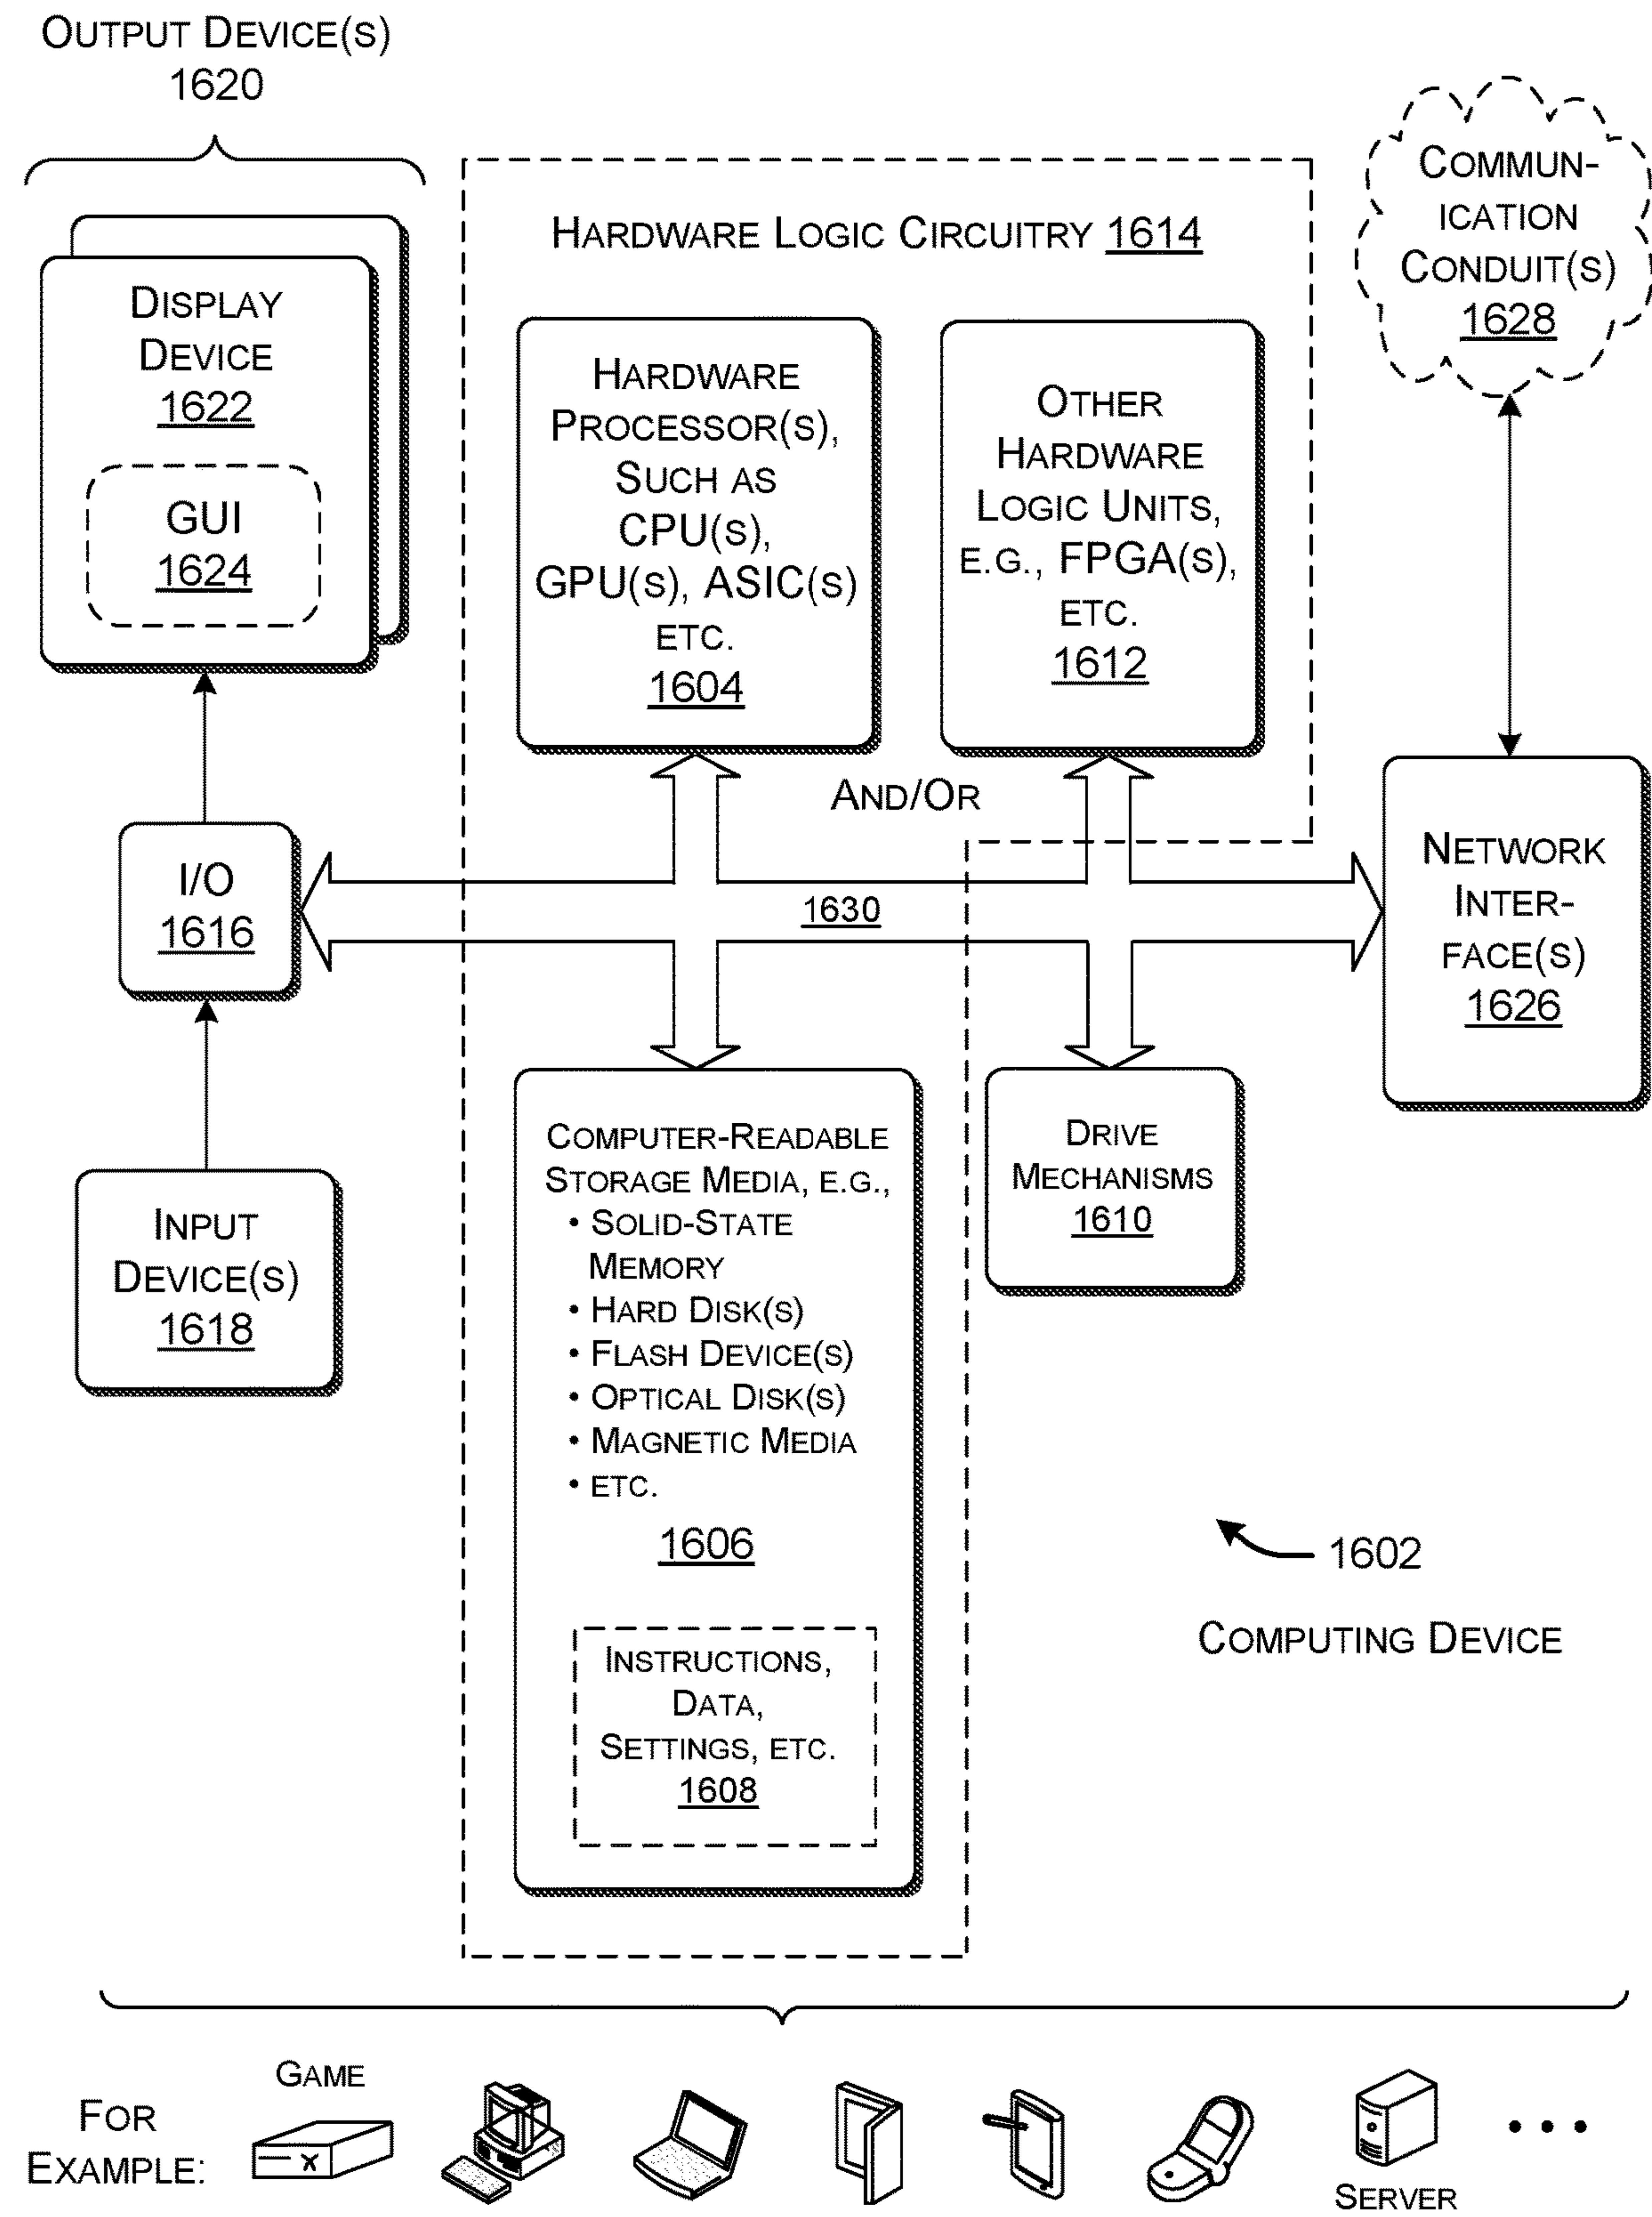 OUTPUT DEVICE(S)
1620
DISPLAY
DEVICE
1622
GUI
1624
HARDWARE LOGIC CIRCUITRY 1614
HARDWARE
PROCESSOR(S),
SUCH AS
CPU(S),
GPU(S), ASIC(S)
ETC.
1604
OTHER
HARDWARE
LOGIC UNITS,
E.G., FPGA(S),
ETC.
1612
COMMUN-
ICATION
CONDUIT(S)
1628
AND/OR
I/O
1616
1630
NETWORK
INTER-
FACE(S)
1626
INPUT
DEVICE(S)
1618
COMPUTER-READABLE
STORAGE MEDIA, E.G.,
• SOLID-STATE
MEMORY
• HARD DISK(S)
• FLASH DEVICE(S)
• OPTICAL DISK(S)
• MAGNETIC MEDIA
• ETC.
1606
INSTRUCTIONS,
DATA,
SETTINGS, ETC.
1608
DRIVE
MECHANISMS
1610
1602
COMPUTING DEVICE
FOR
EXAMPLE:
GAME
X
SERVER
• • •